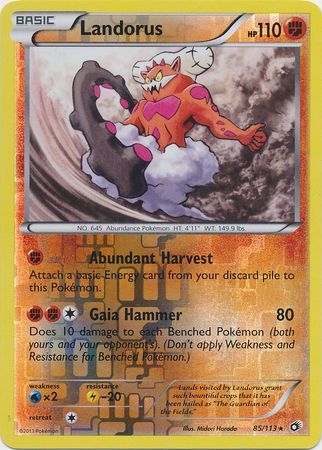 BASIC
Landorus
HP110
NO. 645 Abundance Pokémon HT: 4'11" WT: 149.9 lbs.
Abundant Harvest
Attach a basic Energy card from your discard pile to
this Pokémon.
Gaia Hammer 80
Does 10 damage to each Benched Pokémon (both
yours and your opponent's). (Don't apply Weakness and
Resistance for Benched Pokémon.)
weakness
×2
resistance
-20
retreat
Lands visited by Landorus grant
such bountiful crops that it has
been hailed as "The Guardian of
the Fields."
Illus. Midori Harada
85/113★
©2013 Pokémon